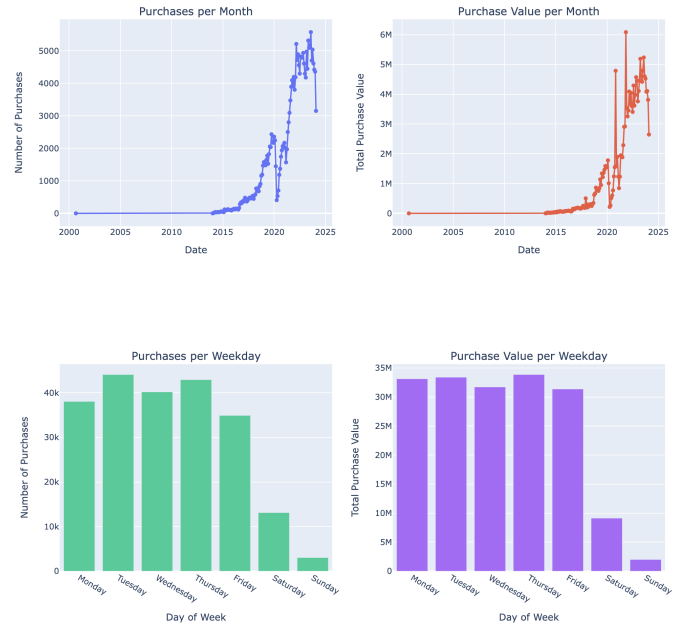 Purchases per Month
Number of Purchases
5000
4000
3000
2000
1000
0
2000
2005
2010
2015
2020
2025
Date
Purchase Value per Month
Total Purchase Value
6M
5M
4M
3M
2M
1M
0
2000
2005
2010
2015
2020
2025
Date
Purchases per Weekday
Number of Purchases
40k
30k
20k
10k
0
Monday
Tuesday
Wednesday
Thursday
Friday
Saturday
Sunday
Day of Week
Purchase Value per Weekday
Total Purchase Value
35M
30M
25M
20M
15M
10M
5M
0
Monday
Tuesday
Wednesday
Thursday
Friday
Saturday
Sunday
Day of Week